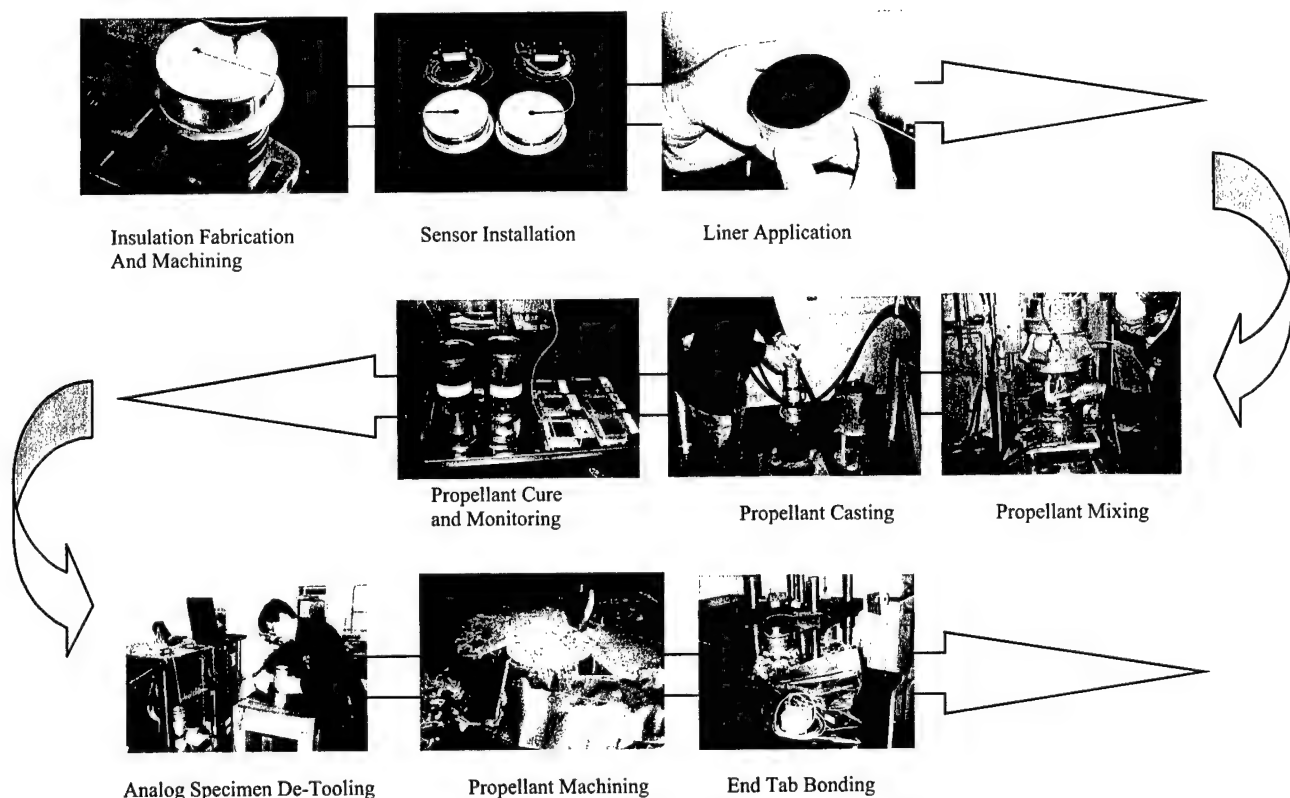 Insulation Fabrication
And Machining
Sensor Installation
Liner Application
Propellant Cure
and Monitoring
Propellant Casting
Propellant Mixing
Analog Specimen De-Tooling
Propellant Machining
End Tab Bonding